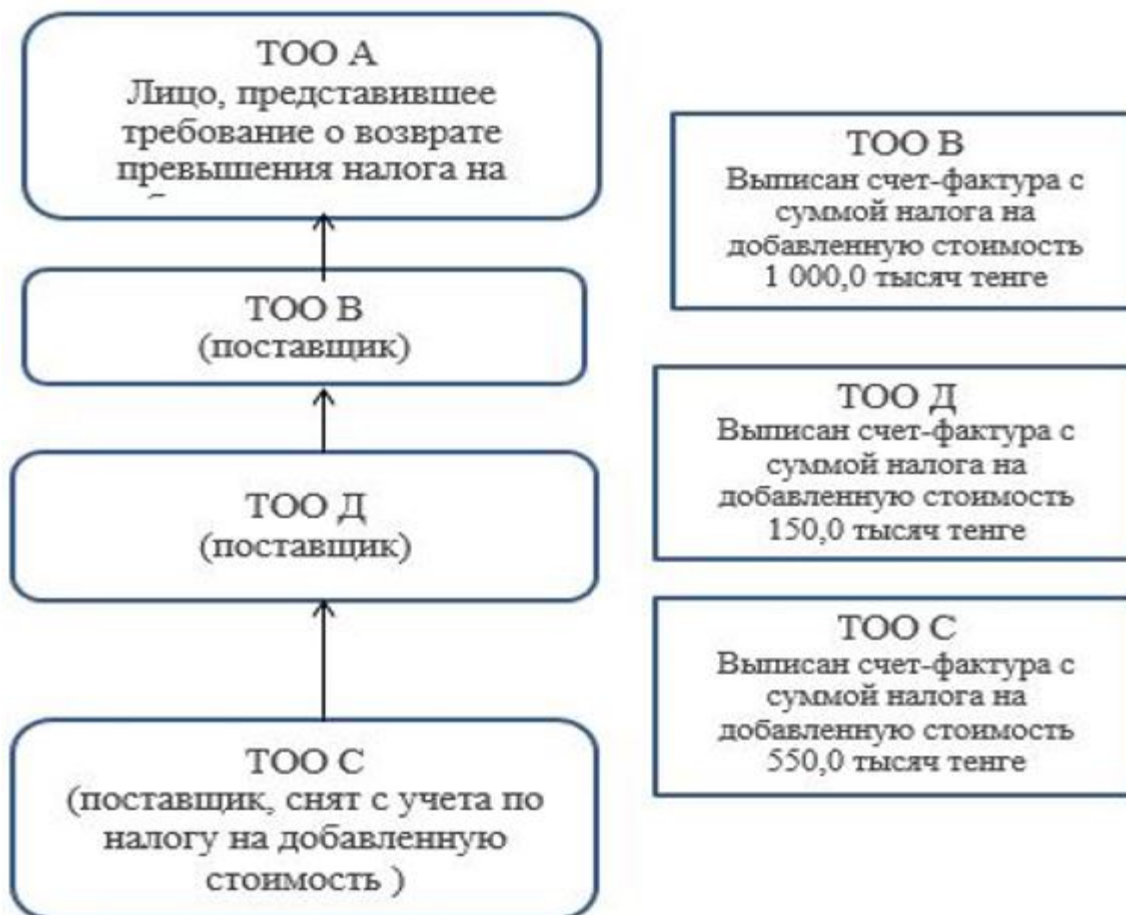 ТОО А
Лицо, представившее
требование о возврате
превышения налога на
ТОО В
(поставщик)
ТОО Д
(поставщик)
ТОО С
(поставщик, снят с учета по
налогу на добавленную
стоимость )
ТОО В
Выписан счет-фактура с
суммой налога на
добавленную стоимость
1 000,0 тысяч тенге
ТОО Д
Выписан счет-фактура с
суммой налога на
добавленную стоимость
150,0 тысяч тенге
ТОО С
Выписан счет-фактура с
суммой налога на
добавленную стоимость
550,0 тысяч тенге